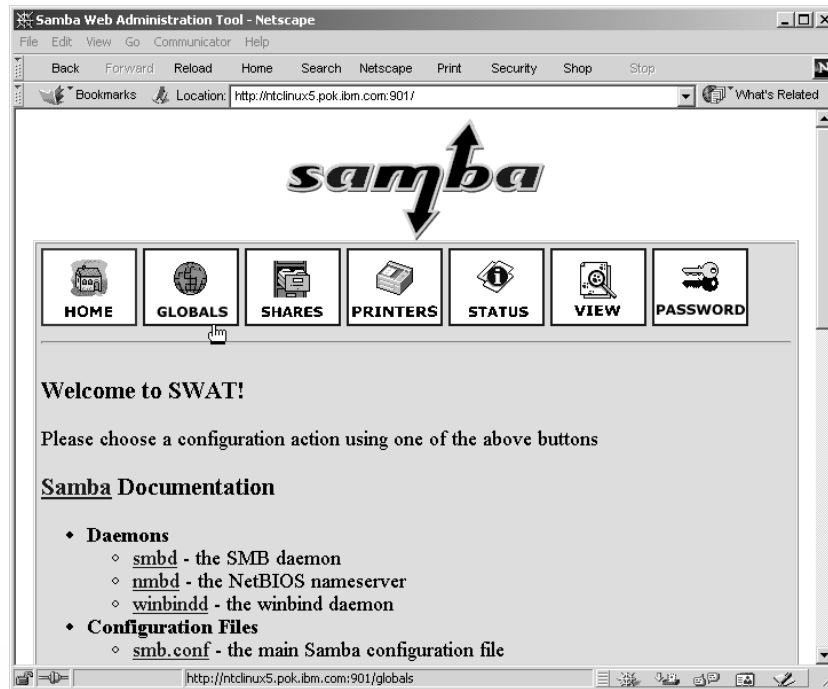 Samba Web Administration Tool - Netscape
File Edit View Go Communicator Help
Back Forward Reload Home Search Netscape Print Security Shop Stop
N
Bookmarks Location: http://ntclinux5.pok.ibm.com:901/ What's Related
samba
HOME GLOBALS SHARES PRINTERS STATUS VIEW PASSWORD
Welcome to SWAT!
Please choose a configuration action using one of the above buttons
Samba Documentation
Daemons
smbd - the SMB daemon
nmbd - the NetBIOS nameserver
winbindd - the winbind daemon
Configuration Files
smb.conf - the main Samba configuration file
http://ntclinux5.pok.ibm.com:901/globals